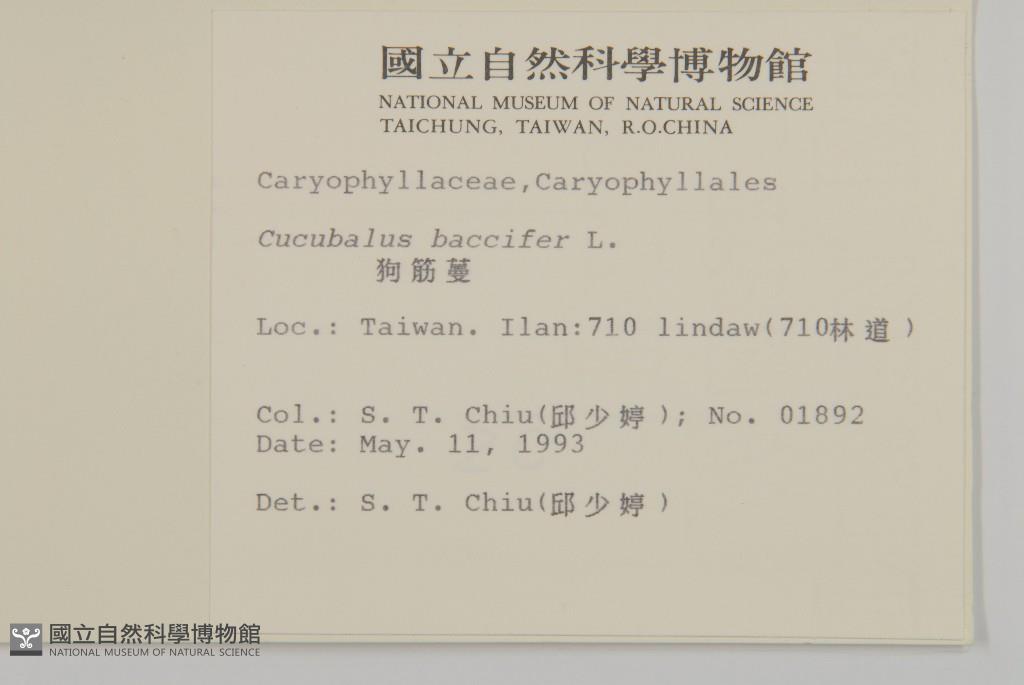 國立自然科學博物館
NATIONAL MUSEUM OF NATURAL SCIENCE
TAICHUNG, TAIWAN, R.O.CHINA
Caryophyllaceae,Caryophyllales
Cucubalus baccifer L.
狗筋蔓
Loc.: Taiwan. Ilan:710 lindaw(710林道)
Col.: S. T. Chiu(邱少婷); No. 01892
Date: May. 11, 1993
Det.: S. T. Chiu(邱少婷)
國立自然科學博物館
NATIONAL MUSEUM OF NATURAL SCIENCE